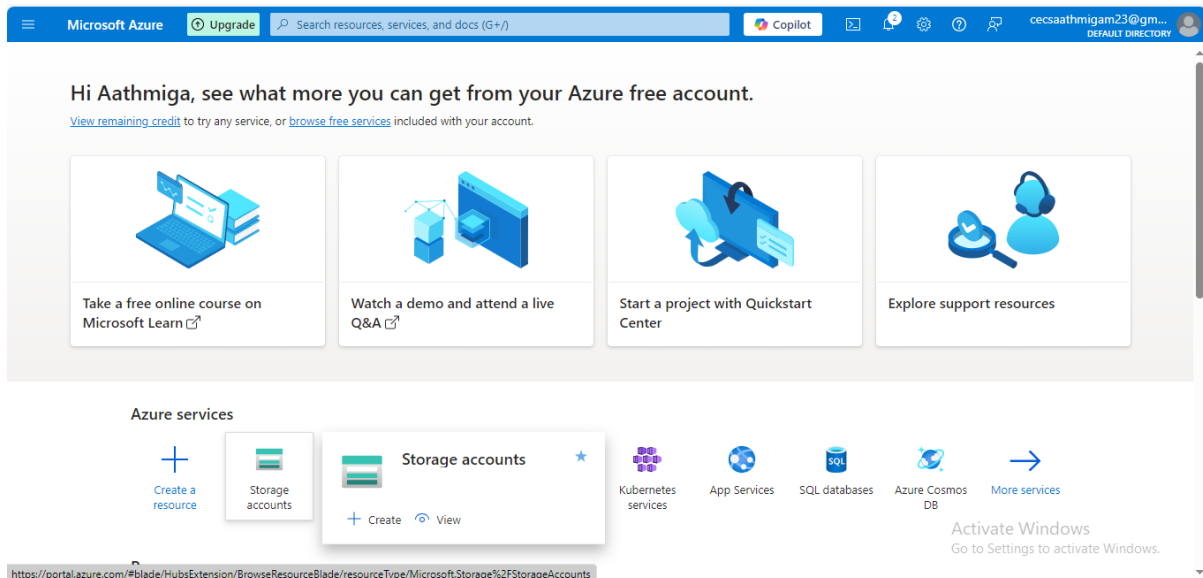 Microsoft Azure
Upgrade
Search resources, services, and docs (G+/)
Copilot
2
cecsaathmigam23@gm...
DEFAULT DIRECTORY
Hi Aathmiga, see what more you can get from your Azure free account.
View remaining credit to try any service, or browse free services included with your account.
Take a free online course on
Microsoft Learn
Watch a demo and attend a live
Q&A
Start a project with Quickstart
Center
Explore support resources
Azure services
Create a
resource
Storage
accounts
Storage accounts
Create
View
Kubernetes
services
App Services
SQL
SQL databases
Azure Cosmos
DB
More services
Activate Windows
Go to Settings to activate Windows.
https://portal.azure.com/#blade/HubsExtension/BrowseResourceBlade/resourceType/Microsoft.Storage%2FStorageAccounts